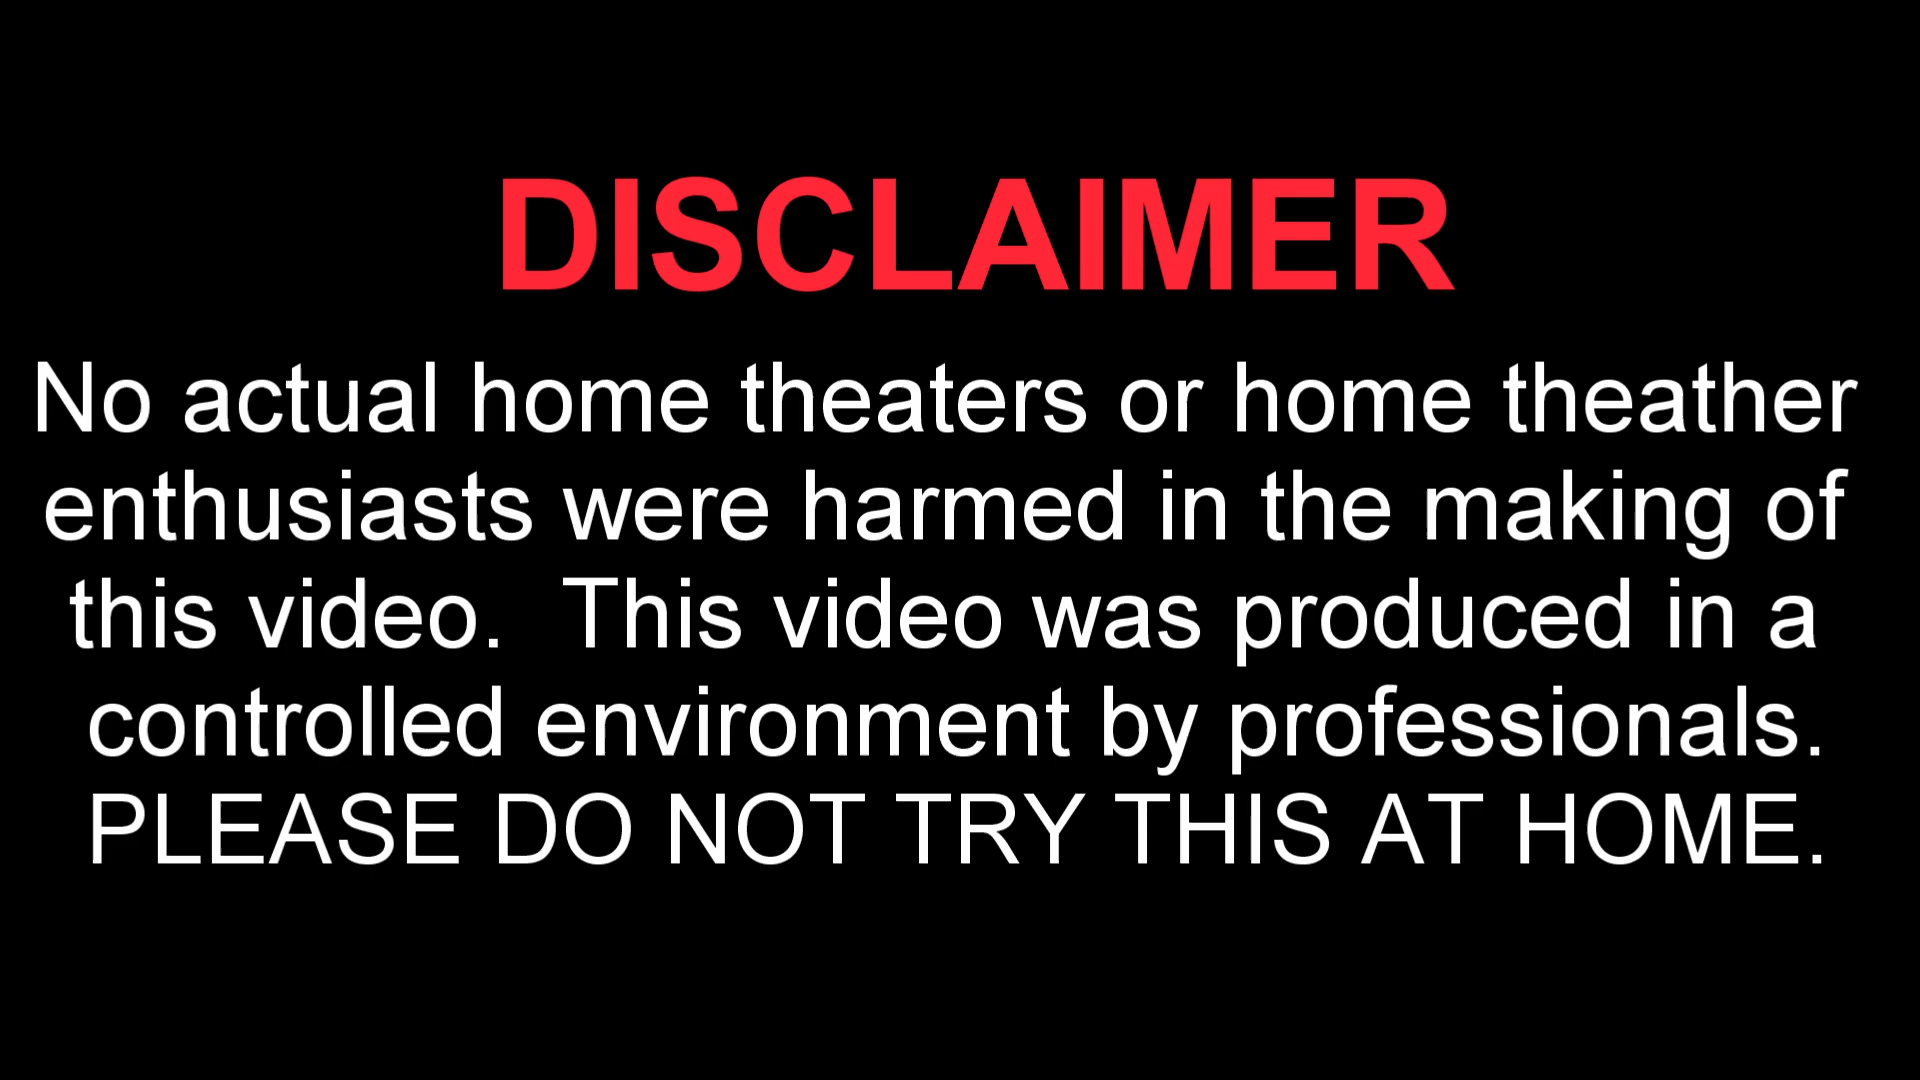 DISCLAIMER
No actual home theaters or home theather
enthusiasts were harmed in the making of
this video.  This video was produced in a
controlled environment by professionals.
PLEASE DO NOT TRY THIS AT HOME.